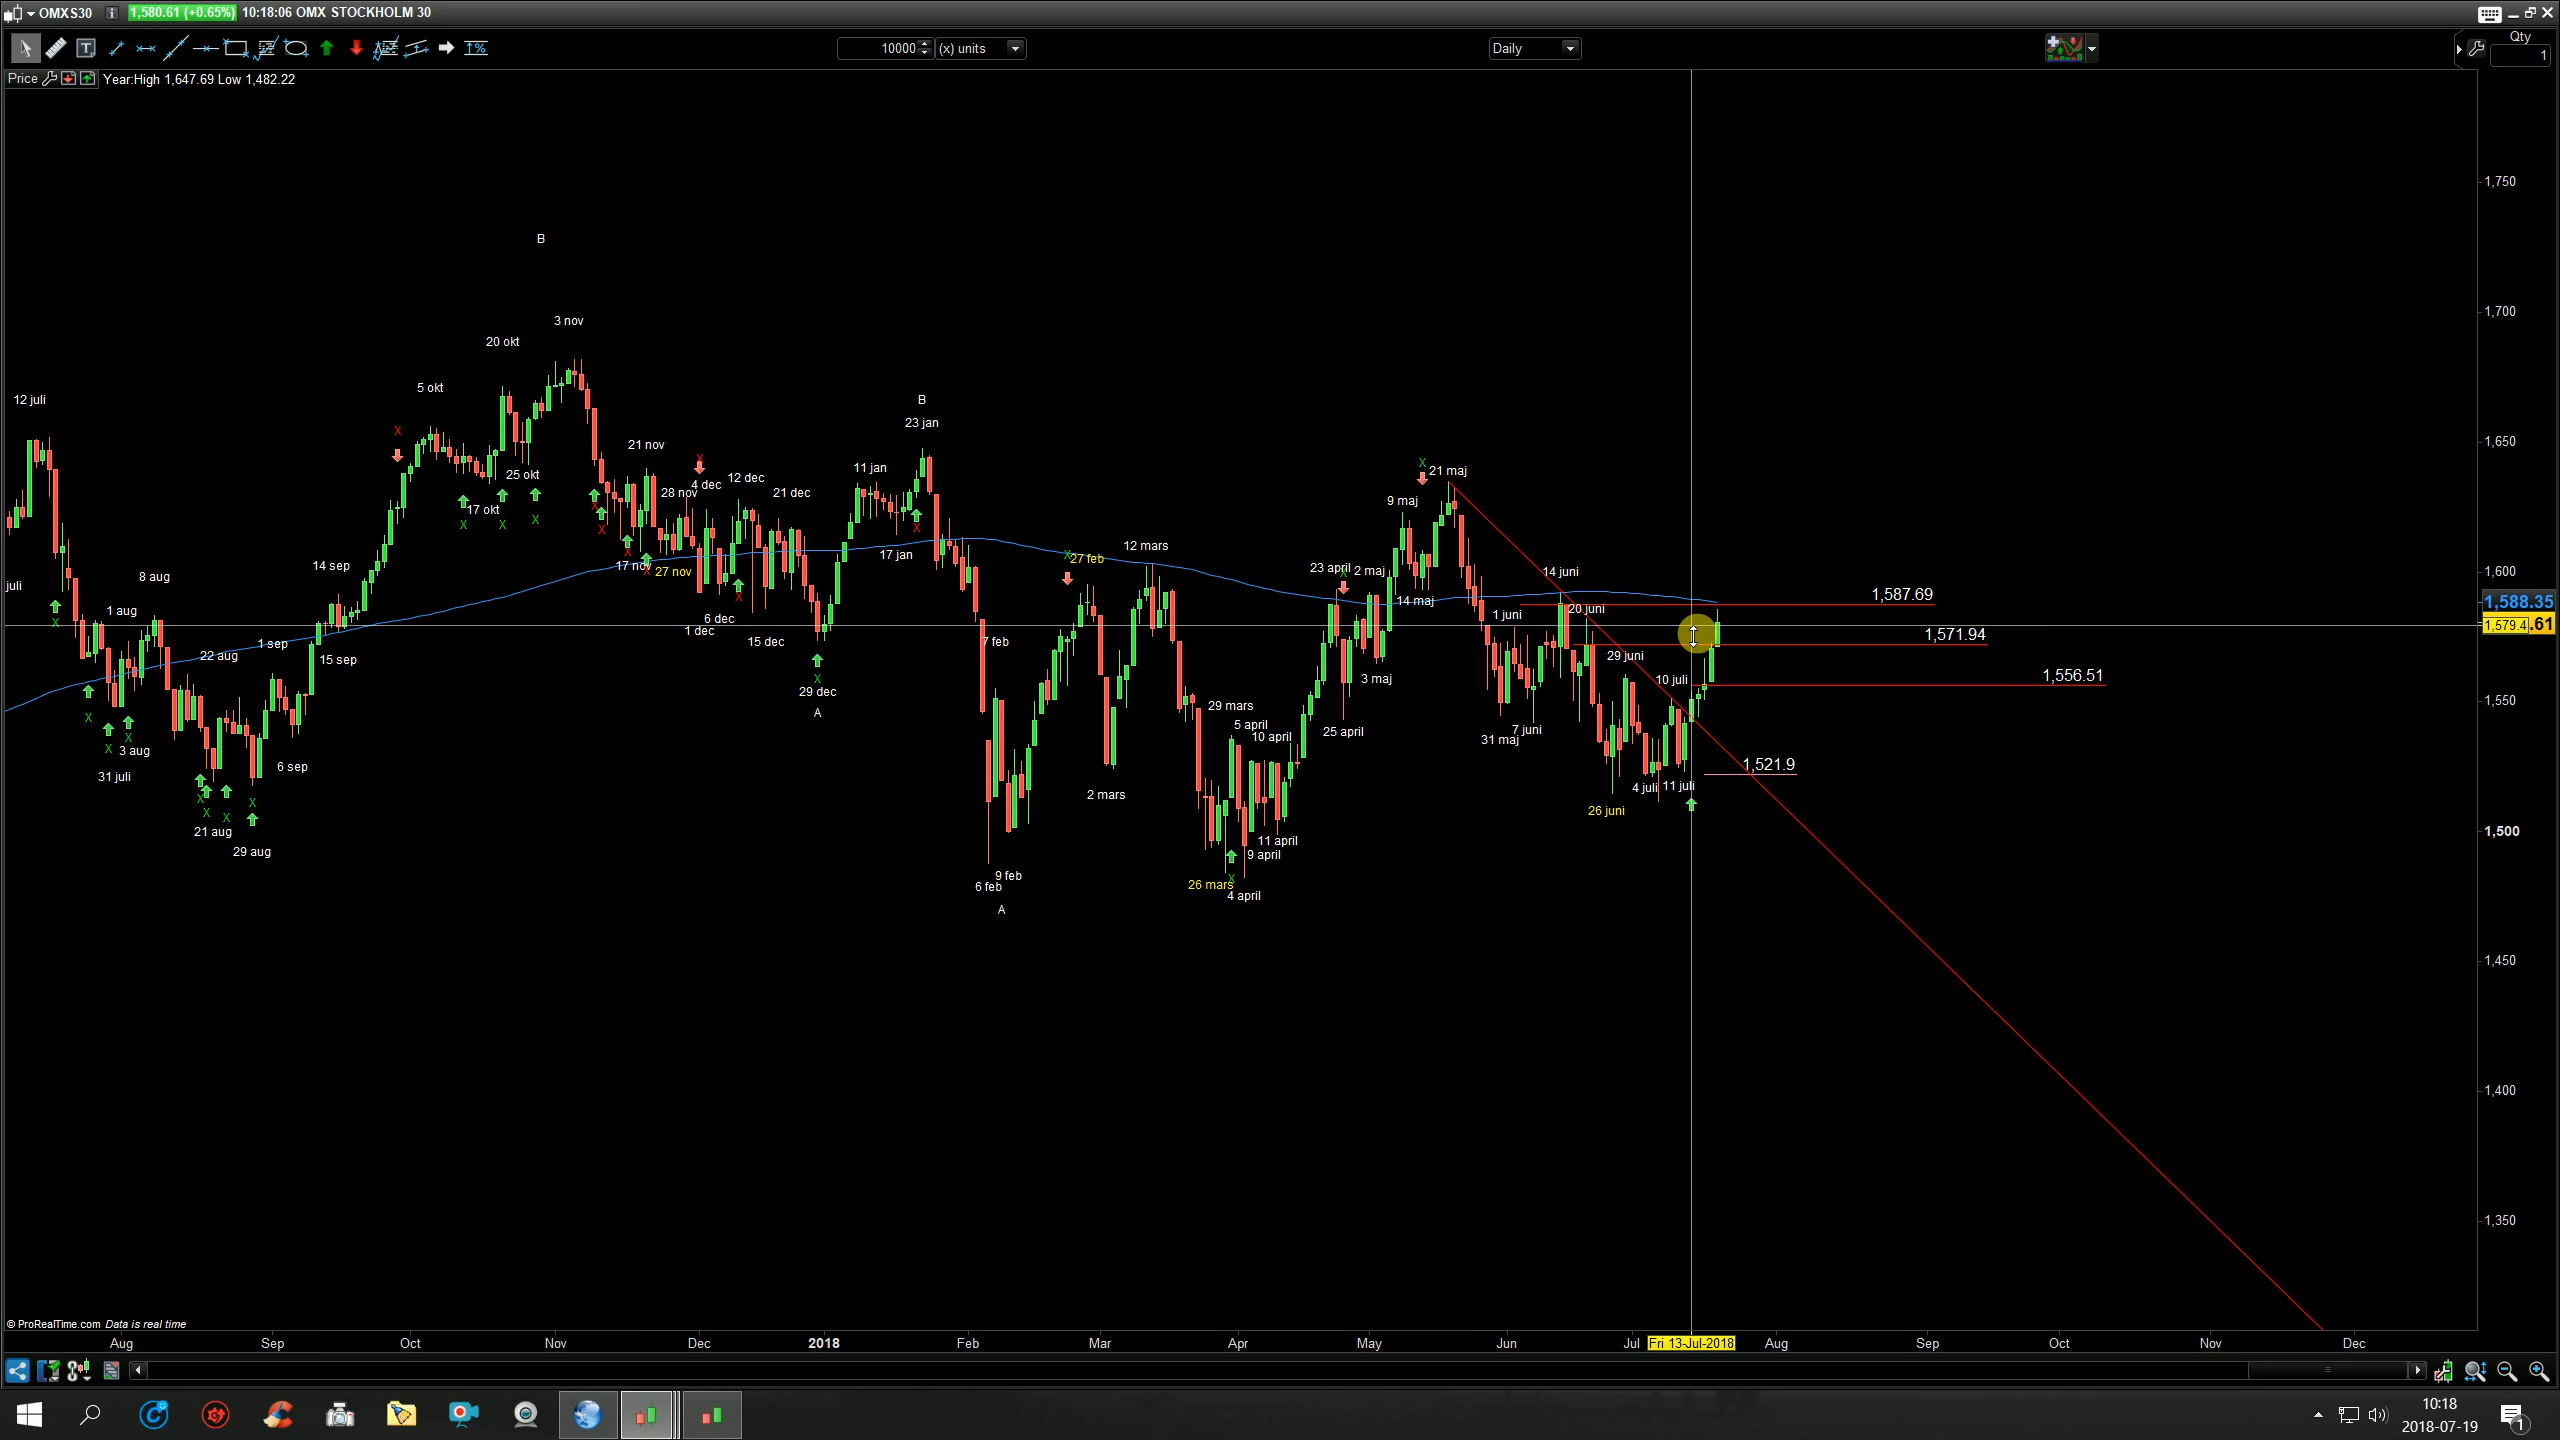 OMXS30 1,580.61 (+0.65%) 10:18:06 OMX STOCKHOLM 30
10000 (x) units Daily Qty 1
Price Year:High 1,647.69 Low 1,482.22
1,750
1,700
1,650
1,600
1,588.35
1,579.4 .61
1,550
1,500
1,450
1,400
1,350
B
3 nov
20 okt
5 okt
12 juli
B
23 jan
21 nov
11 jan
21 maj
25 okt
12 dec
4 dec
28 nov
21 dec
9 maj
17 okt
12 mars
17 jan
27 feb
14 sep
17 nov
27 nov
23 april
2 maj
14 juni
8 aug
juli
1,587.69
14 maj
20 juni
1 aug
1 juni
6 dec
1 dec
15 dec
7 feb
1,571.94
1 sep
22 aug
15 sep
29 juni
10 juli
1,556.51
3 maj
29 dec
A
29 mars
5 april
25 april
7 juni
10 april
31 maj
3 aug
6 sep
1,521.9
31 juli
4 juli
11 juli
2 mars
26 juni
21 aug
11 april
29 aug
9 april
9 feb
6 feb
26 mars
4 april
A
© ProRealTime.com Data is real time
Aug Sep Oct Nov Dec 2018 Feb Mar Apr May Jun Jul Fri 13-Jul-2018 Aug Sep Oct Nov Dec
10:18
2018-07-19
1